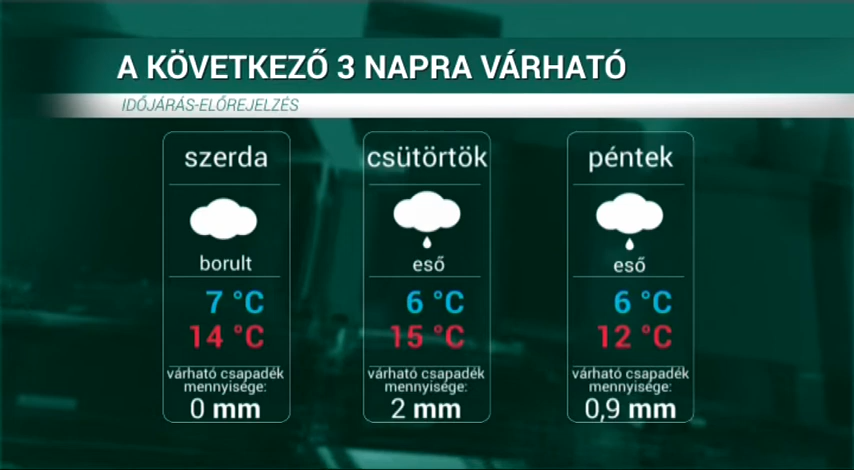 A KÖVETKEZŐ 3 NAPRA VÁRHATÓ
IDŐJÁRÁS-ELŐREJELZÉS
szerda
borult
7 °C
14 °C
várható csapadék
mennyisége:
0 mm
csütörtök
eső
6 °C
15 °C
várható csapadék
mennyisége:
2 mm
péntek
eső
6 °C
12 °C
várható csapadék
mennyisége:
0,9 mm